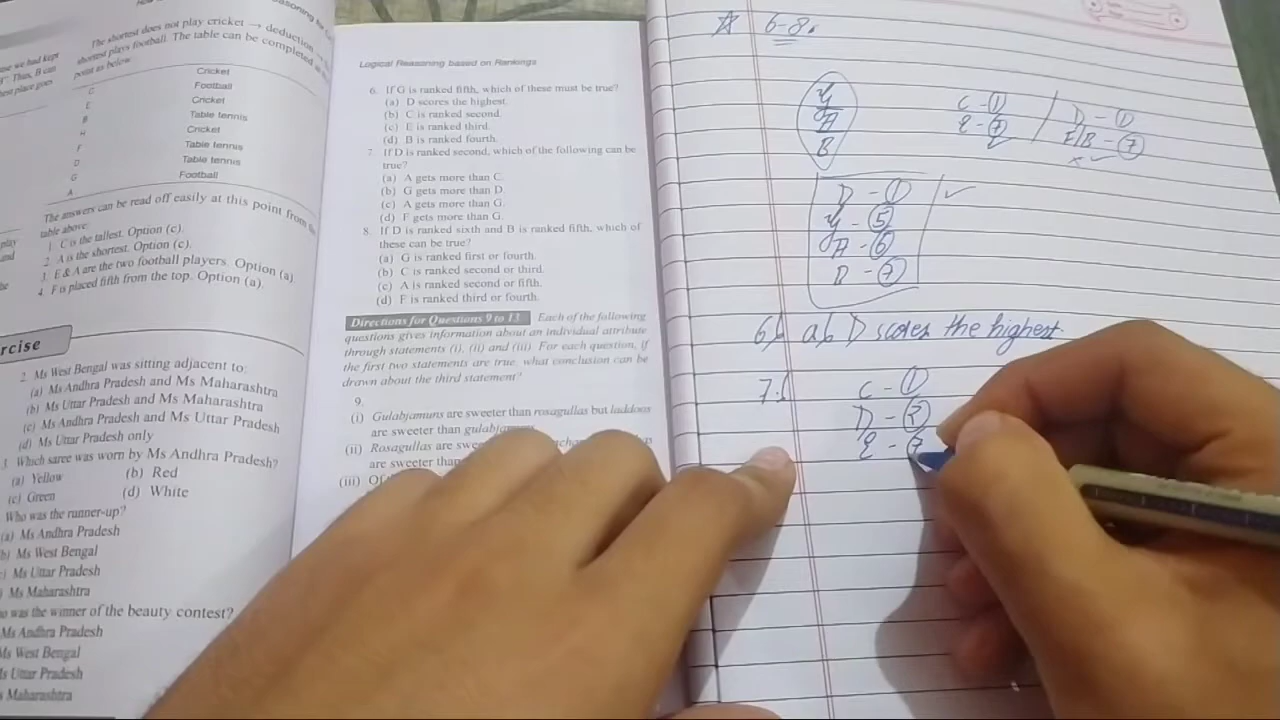 The shortest does not play cricket → deduction
shortest plays football. The table can be completed
point as below
C Cricket
E Football
B Cricket
H Table tennis
F Cricket
D Table tennis
G Table tennis
A Football
The answers can be read off easily at this point from the
table above:
1. C is the tallest. Option (c).
2. A is the shortest. Option (c).
3. E & A are the two football players. Option (a)
4. F is placed fifth from the top. Option (a).
rcise
2. Ms West Bengal was sitting adjacent to:
(a) Ms Andhra Pradesh and Ms Maharashtra
(b) Ms Uttar Pradesh and Ms Maharashtra
(c) Ms Andhra Pradesh and Ms Uttar Pradesh
(d) Ms Uttar Pradesh only
3. Which saree was worn by Ms Andhra Pradesh?
(a) Yellow (b) Red
(c) Green (d) White
Who was the runner-up?
(a) Ms Andhra Pradesh
b) Ms West Bengal
Ms Uttar Pradesh
Ms Maharashtra
o was the winner of the beauty contest?
Ms Andhra Pradesh
Ms West Bengal
Ms Uttar Pradesh
Maharashtra
Logical Reasoning based on Rankings
6. If G is ranked fifth, which of these must be true?
(a) D scores the highest.
(b) C is ranked second.
(c) E is ranked third.
(d) B is ranked fourth.
7. If D is ranked second, which of the following can be
true?
(a) A gets more than C.
(b) G gets more than D.
(c) A gets more than G.
(d) F gets more than G.
8. If D is ranked sixth and B is ranked fifth, which of
these can be true?
(a) G is ranked first or fourth.
(b) C is ranked second or third.
(c) A is ranked second or fifth.
(d) F is ranked third or fourth.
Directions for Questions 9 to 13 Each of the following
questions gives information about an individual attribute
through statements (i), (ii) and (iii). For each question, if
the first two statements are true, what conclusion can be
drawn about the third statement?
9.
(i) Gulabjamuns are sweeter than rosagullas but laddoos
are sweeter than gulabj
(ii) Rosagullas are swe
are sweeter than
(iii) Of
☆ 6-8.
G
A
B
C - 1
E - 7
D - 1
E/B - 7
D - 1
G - 5
A - 6
B - 7
6) a) D scores the highest
7.
C - 1
D - 2
E - 7